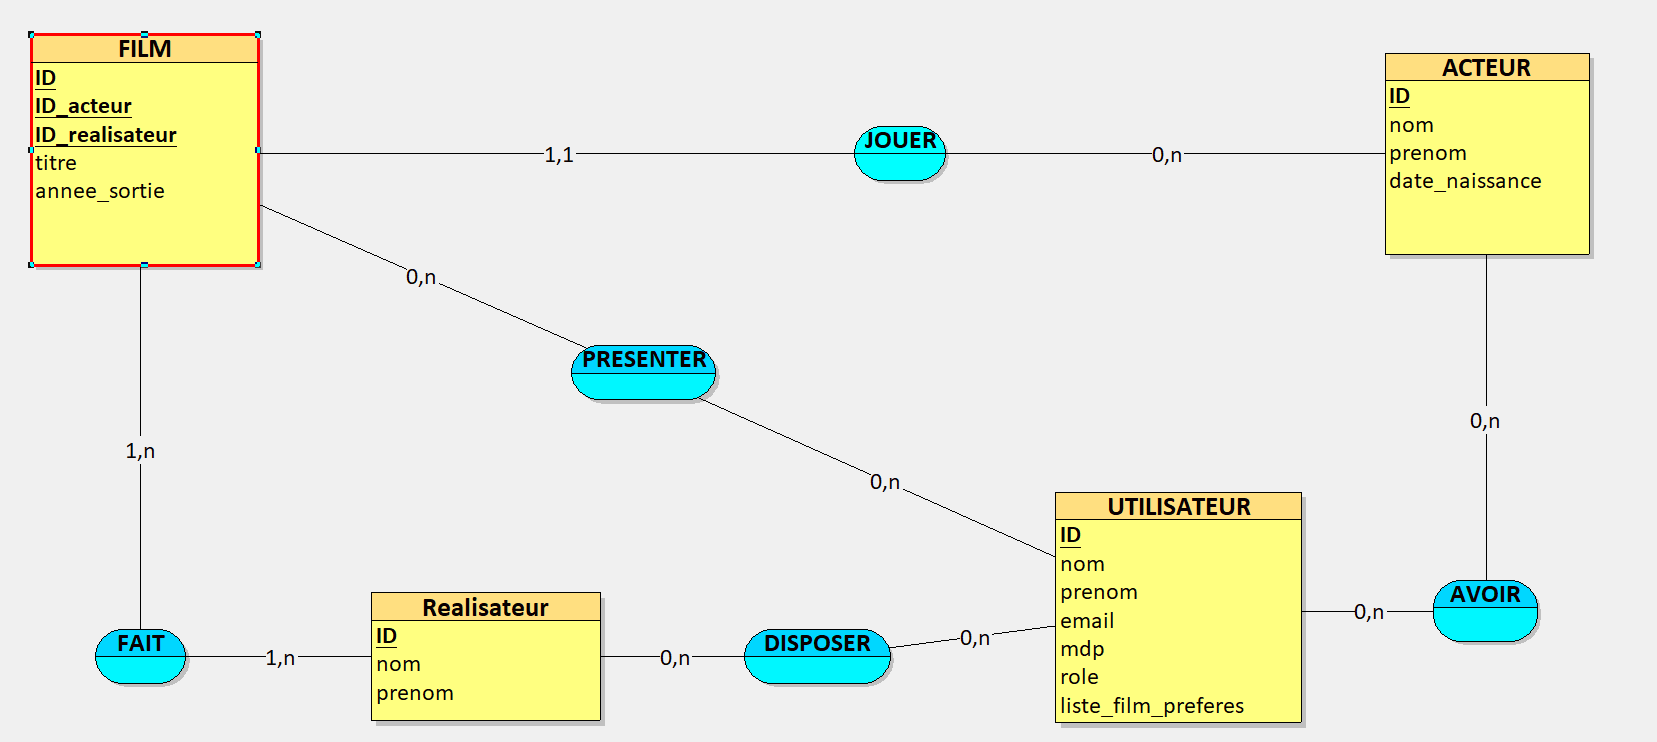 FILM
ID
ID_acteur
ID_realisateur
titre
annee_sortie
1,1
JOUER
0,n
ACTEUR
ID
nom
prenom
date_naissance
0,n
PRESENTER
0,n
1,n
0,n
FAIT
1,n
Realisateur
ID
nom
prenom
0,n
DISPOSER
0,n
UTILISATEUR
ID
nom
prenom
email
mdp
role
liste_film_preferes
0,n
AVOIR